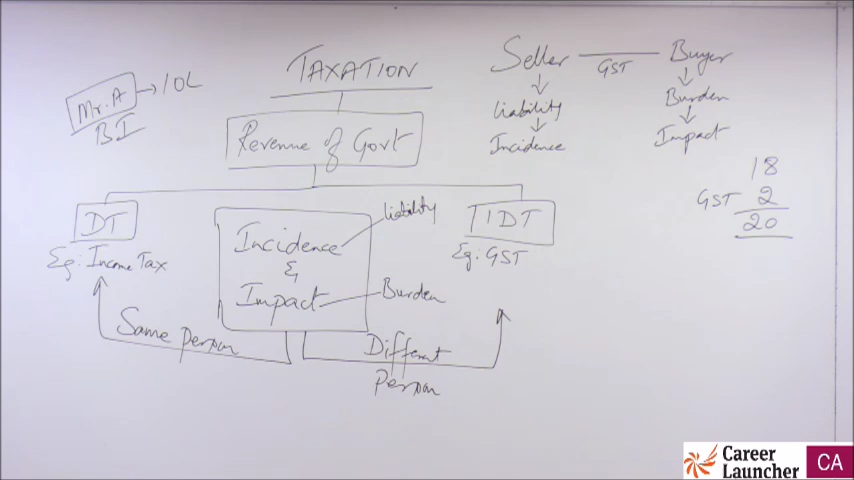 TAXATION
Revenue of Govt
Mr. A → 10L
BI
Seller — GST — Buyer
↓ ↓
liability Burden
↓ ↓
Incidence Impact
18
GST 2
20
DT
Eg: Income Tax
Incidence
&
Impact
liability
Burden
IDT
Eg. GST
Same Person
Different
Person
Career
Launcher
CA